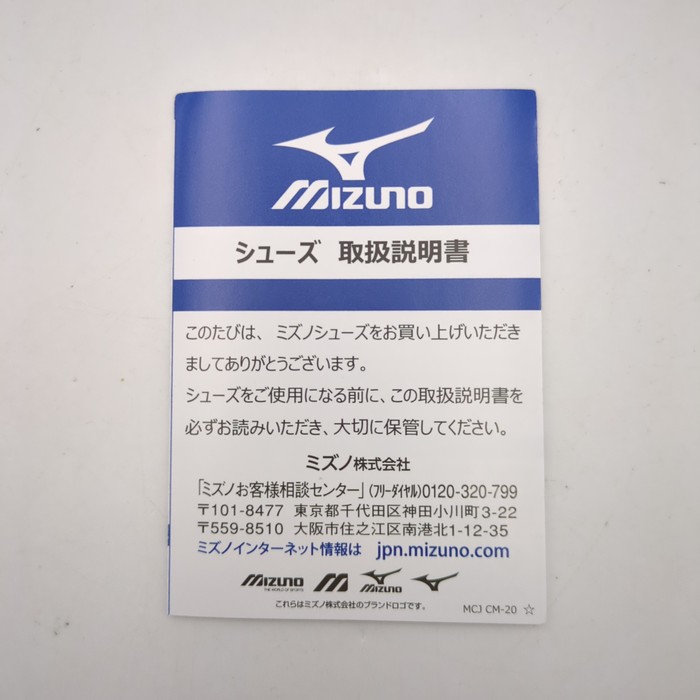 MIZUNO
シューズ 取扱説明書
このたびは、ミズノシューズをお買い上げいただき
ましてありがとうございます。
シューズをご使用になる前に、この取扱説明書を
必ずお読みいただき、大切に保管してください。
ミズノ株式会社
「ミズノお客様相談センター」(フリーダイヤル)0120-320-799
〒101-8477 東京都千代田区神田小川町3-22
〒559-8510 大阪市住之江区南港北1-12-35
ミズノインターネット情報は jpn.mizuno.com
MIZUNO
THE WORLD OF SPORTS
MIZUNO
これらはミズノ株式会社のブランドロゴです。
MCJ CM-20 ☆